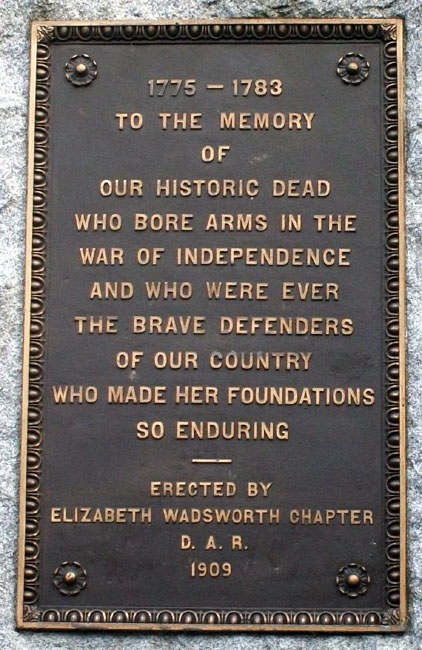 1775 – 1783
TO THE MEMORY
OF
OUR HISTORIC DEAD
WHO BORE ARMS IN THE
WAR OF INDEPENDENCE
AND WHO WERE EVER
THE BRAVE DEFENDERS
OF OUR COUNTRY
WHO MADE HER FOUNDATIONS
SO ENDURING
—
ERECTED BY
ELIZABETH WADSWORTH CHAPTER
D. A. R.
1909